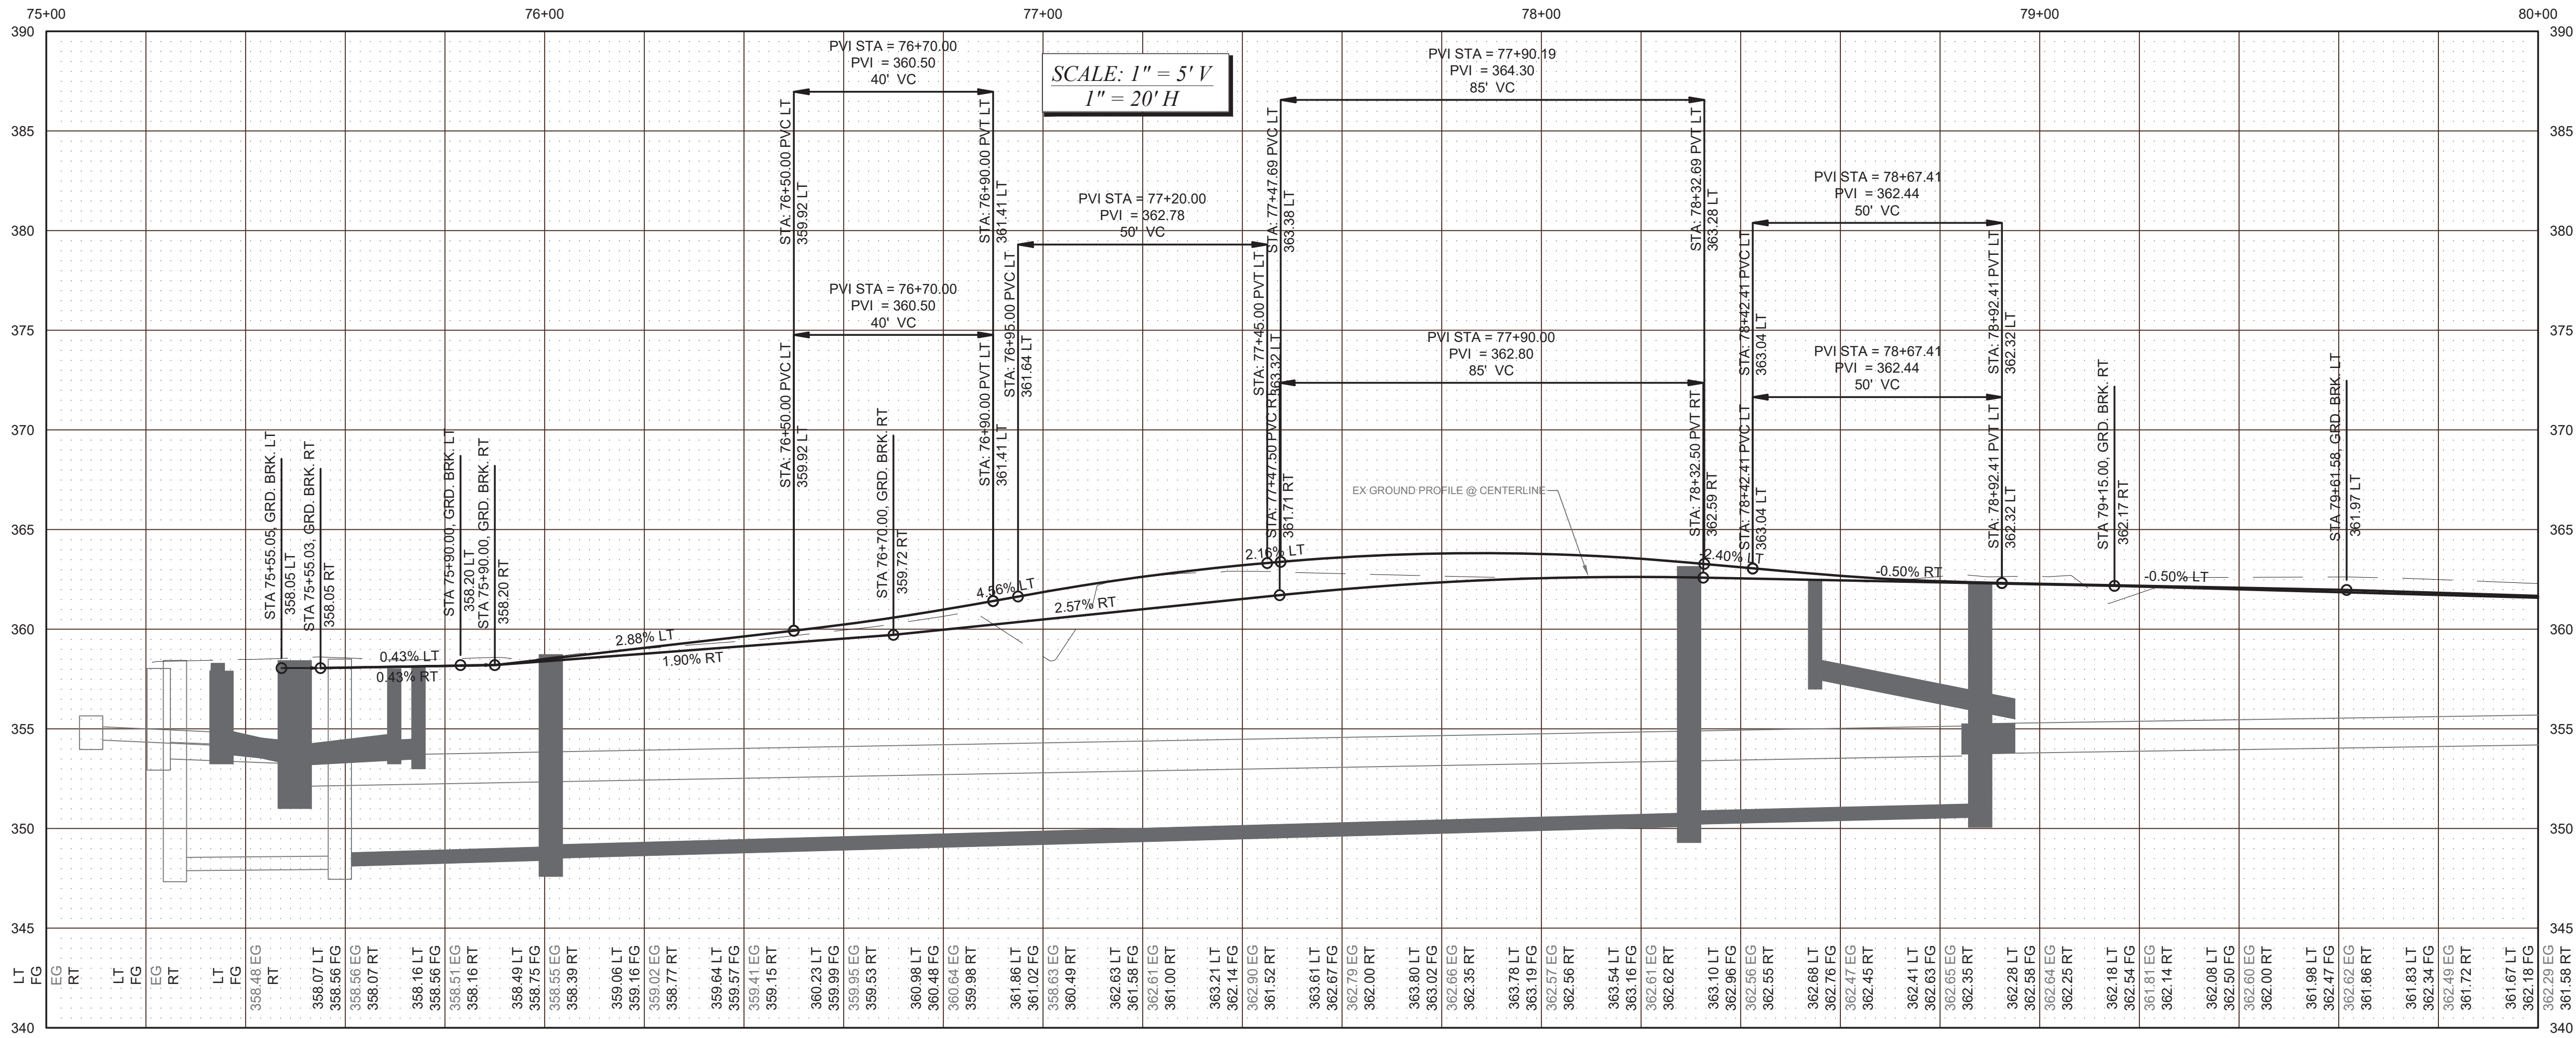 75+00
76+00
77+00
78+00
79+00
80+00
390
385
380
375
370
365
360
355
350
345
340
390
385
380
375
370
365
360
355
350
345
340
SCALE: 1" = 5' V
1" = 20' H
PVI STA = 76+70.00
PVI = 360.50
40' VC
STA: 76+50.00 PVC LT
359.92 LT
STA: 76+90.00 PVT LT
361.41 LT
PVI STA = 76+70.00
PVI = 360.50
40' VC
STA: 76+50.00 PVC LT
359.92 LT
STA: 76+90.00 PVT LT
361.41 LT
PVI STA = 77+20.00
PVI = 362.78
50' VC
STA: 76+95.00 PVC LT
361.64 LT
STA: 77+45.00 PVT LT
363.32 LT
PVI STA = 77+90.19
PVI = 364.30
85' VC
STA: 77+47.69 PVC LT
363.38 LT
STA: 78+32.69 PVT LT
363.28 LT
PVI STA = 77+90.00
PVI = 362.80
85' VC
STA: 77+47.50 PVC RT
361.71 RT
STA: 78+32.50 PVT RT
362.59 RT
PVI STA = 78+67.41
PVI = 362.44
50' VC
STA: 78+42.41 PVC LT
363.04 LT
STA: 78+92.41 PVT LT
362.32 LT
PVI STA = 78+67.41
PVI = 362.44
50' VC
STA: 78+42.41 PVC LT
363.04 LT
STA: 78+92.41 PVT LT
362.32 LT
STA 75+55.05, GRD. BRK. LT
358.05 LT
STA 75+55.03, GRD. BRK. RT
358.05 RT
STA 75+90.00, GRD. BRK. LT
358.20 LT
STA 75+90.00, GRD. BRK. RT
358.20 RT
STA 76+70.00, GRD. BRK. RT
359.72 RT
STA 79+15.00, GRD. BRK. RT
362.17 RT
STA 79+61.58, GRD. BRK. LT
361.97 LT
EX GROUND PROFILE @ CENTERLINE
0.43% LT
0.43% RT
2.88% LT
1.90% RT
4.56% LT
2.57% RT
2.16% LT
-2.40% LT
-0.50% RT
-0.50% LT
LT
FG
EG
RT
LT
FG
EG
RT
LT
FG
358.48 EG
RT
358.07 LT
358.56 FG
358.56 EG
358.07 RT
358.16 LT
358.56 FG
358.51 EG
358.16 RT
358.49 LT
358.75 FG
358.55 EG
358.39 RT
359.06 LT
359.16 FG
359.02 EG
358.77 RT
359.64 LT
359.57 FG
359.41 EG
359.15 RT
360.23 LT
359.99 FG
359.95 EG
359.53 RT
360.98 LT
360.48 FG
360.64 EG
359.98 RT
361.86 LT
361.02 FG
358.63 EG
360.49 RT
362.63 LT
361.58 FG
362.61 EG
361.00 RT
363.21 LT
362.14 FG
362.90 EG
361.52 RT
363.61 LT
362.67 FG
362.79 EG
362.00 RT
363.80 LT
363.02 FG
362.66 EG
362.35 RT
363.78 LT
363.19 FG
362.57 EG
362.56 RT
363.54 LT
363.16 FG
362.61 EG
362.62 RT
363.10 LT
362.96 FG
362.56 EG
362.55 RT
362.68 LT
362.76 FG
362.47 EG
362.45 RT
362.41 LT
362.63 FG
362.65 EG
362.35 RT
362.28 LT
362.58 FG
362.64 EG
362.25 RT
362.18 LT
362.54 FG
361.81 EG
362.14 RT
362.08 LT
362.50 FG
362.60 EG
362.00 RT
361.98 LT
362.47 FG
362.62 EG
361.86 RT
361.83 LT
362.34 FG
362.49 EG
361.72 RT
361.67 LT
362.18 FG
362.29 EG
361.58 RT